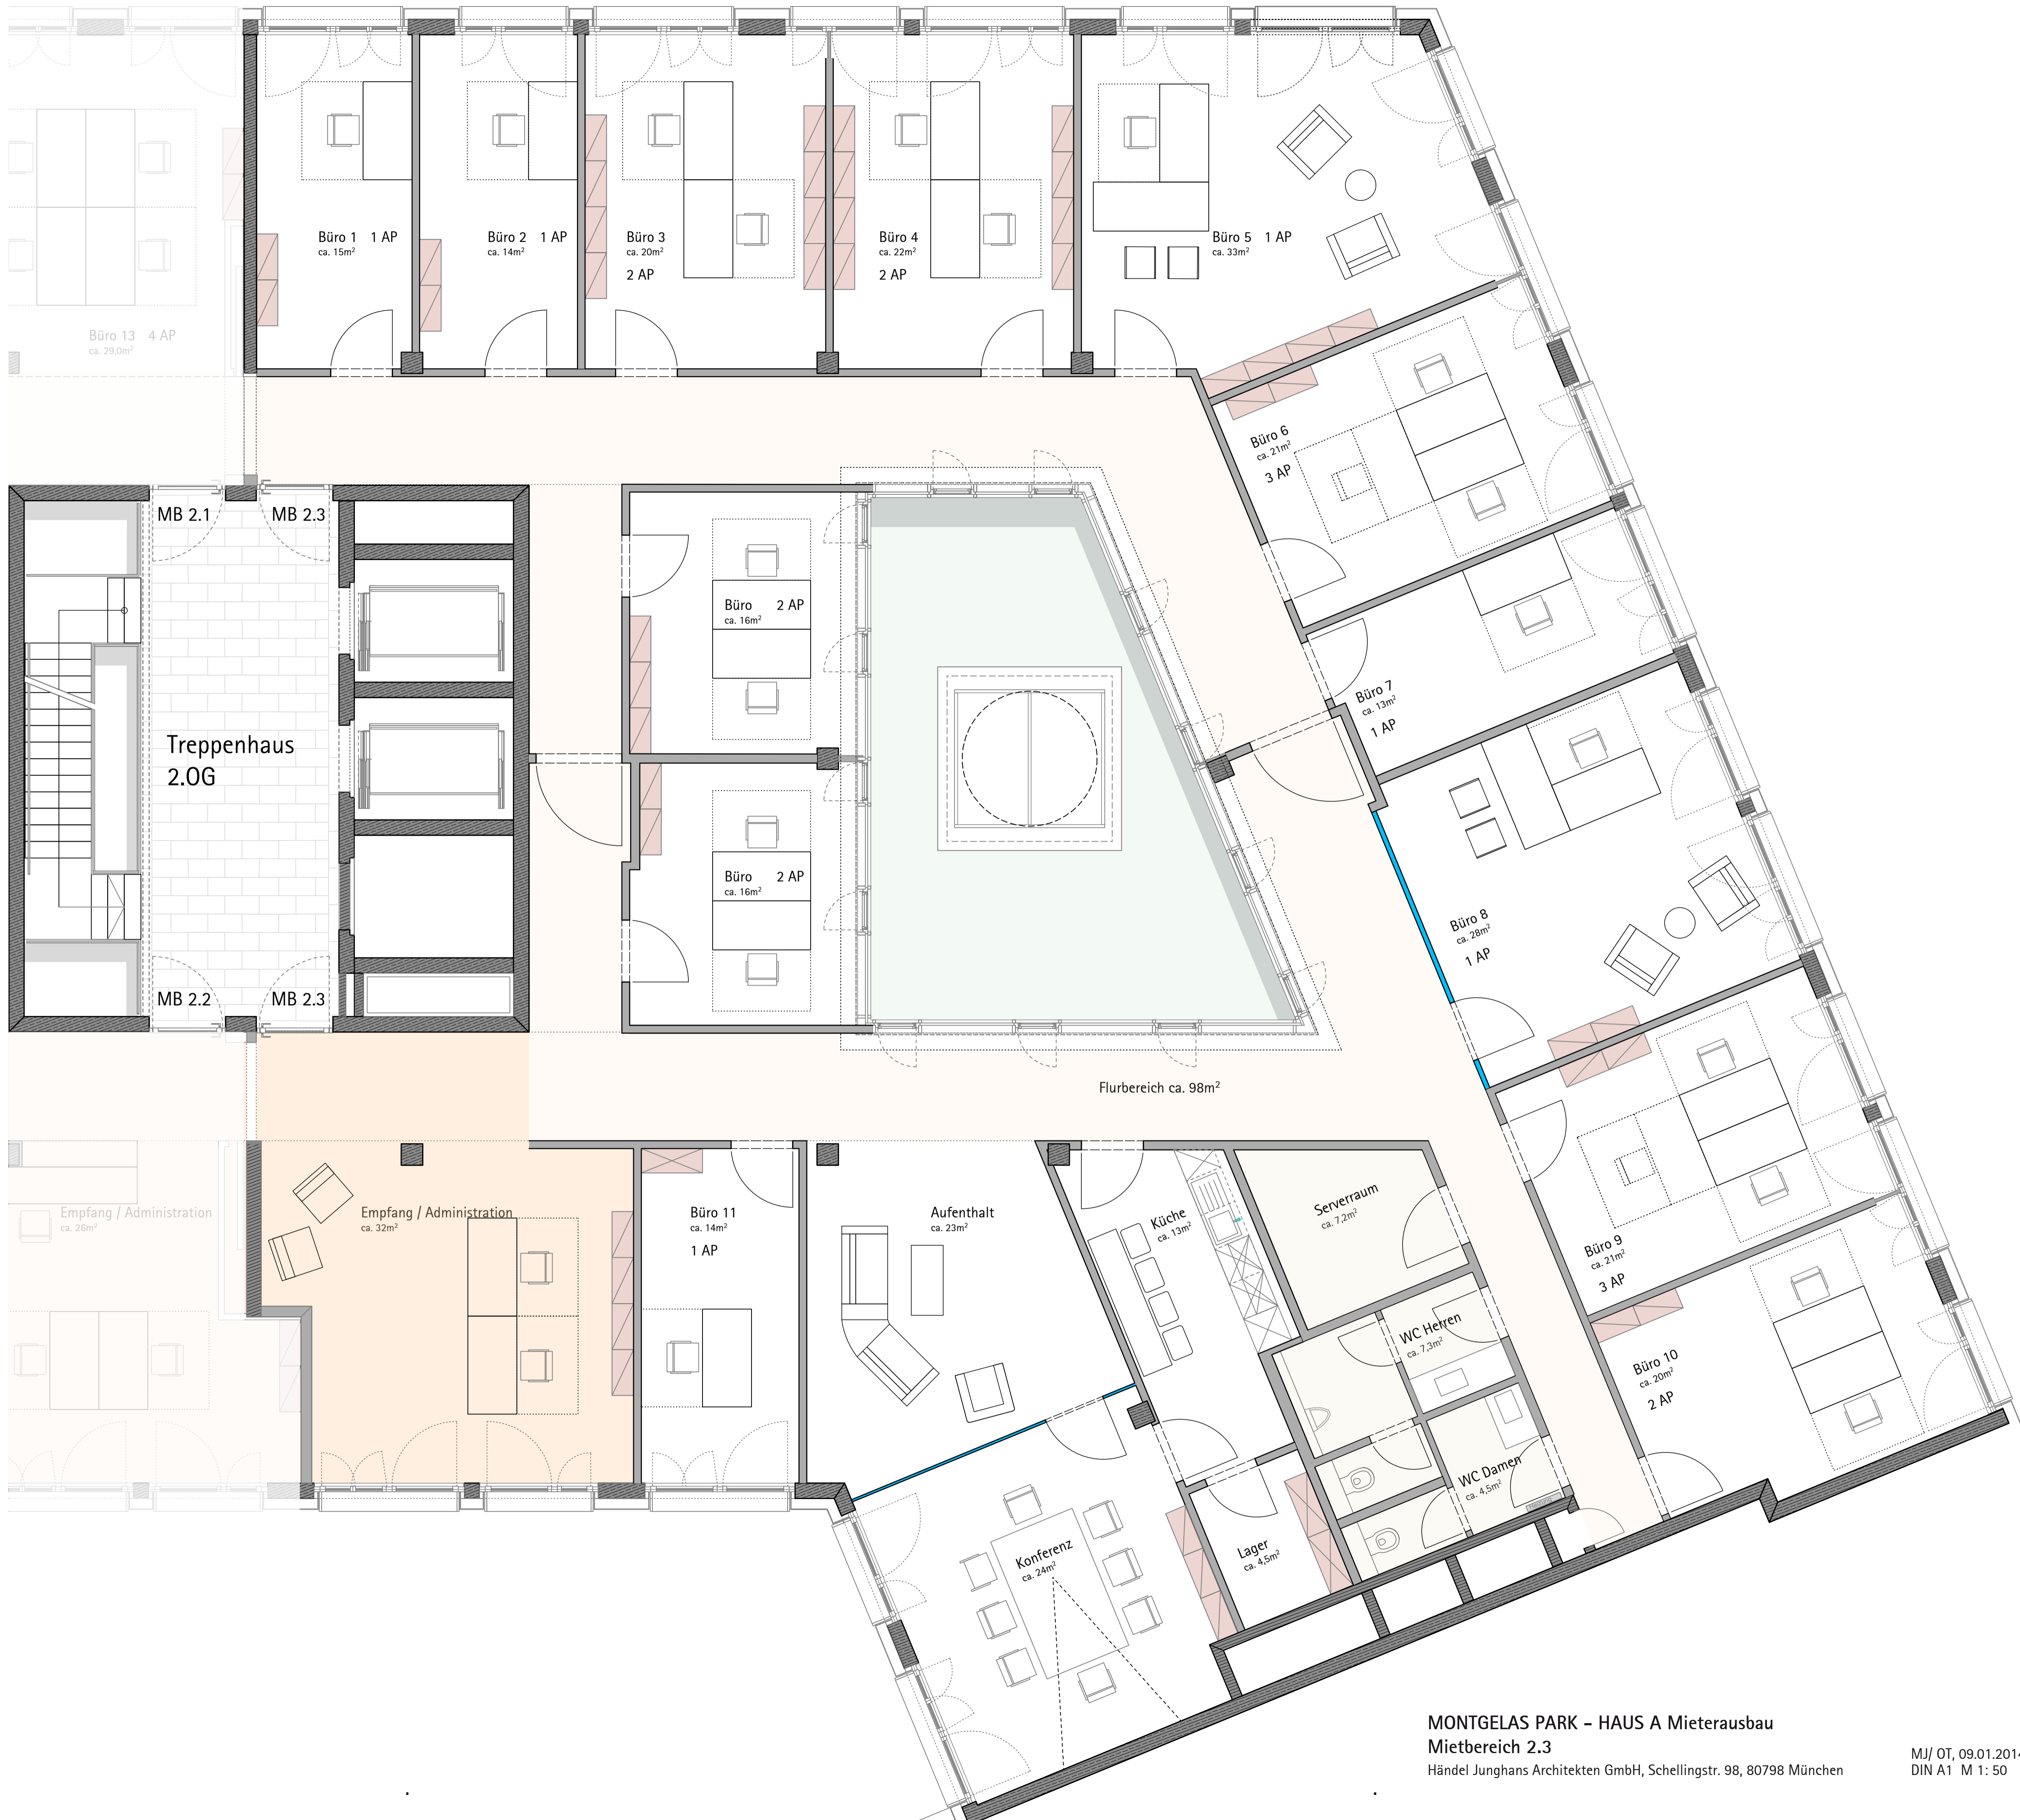 Büro 1 1 AP
ca. 15m²
Büro 2 1 AP
ca. 14m²
Büro 3
ca. 20m²
2 AP
Büro 4
ca. 22m²
2 AP
Büro 5 1 AP
ca. 33m²
Büro 13 4 AP
ca. 29,0m²
Büro 6
ca. 21m²
3 AP
MB 2.1
MB 2.3
Büro 2 AP
ca. 16m²
Büro 7
ca. 13m²
1 AP
Treppenhaus
2.OG
Büro 2 AP
ca. 16m²
Büro 8
ca. 28m²
1 AP
MB 2.2
MB 2.3
Flurbereich ca. 98m²
Empfang / Administration
ca. 26m²
Empfang / Administration
ca. 32m²
Büro 11
ca. 14m²
1 AP
Aufenthalt
ca. 23m²
Küche
ca. 13m²
Serverraum
ca. 7,2m²
Büro 9
ca. 21m²
3 AP
WC Herren
ca. 7,3m²
Büro 10
ca. 20m²
2 AP
WC Damen
ca. 4,5m²
Konferenz
ca. 24m²
Lager
ca. 4,5m²
MONTGELAS PARK - HAUS A Mieterausbau
Mietbereich 2.3
Händel Junghans Architekten GmbH, Schellingstr. 98, 80798 München
MJ/ OT, 09.01.2014
DIN A1 M 1: 50